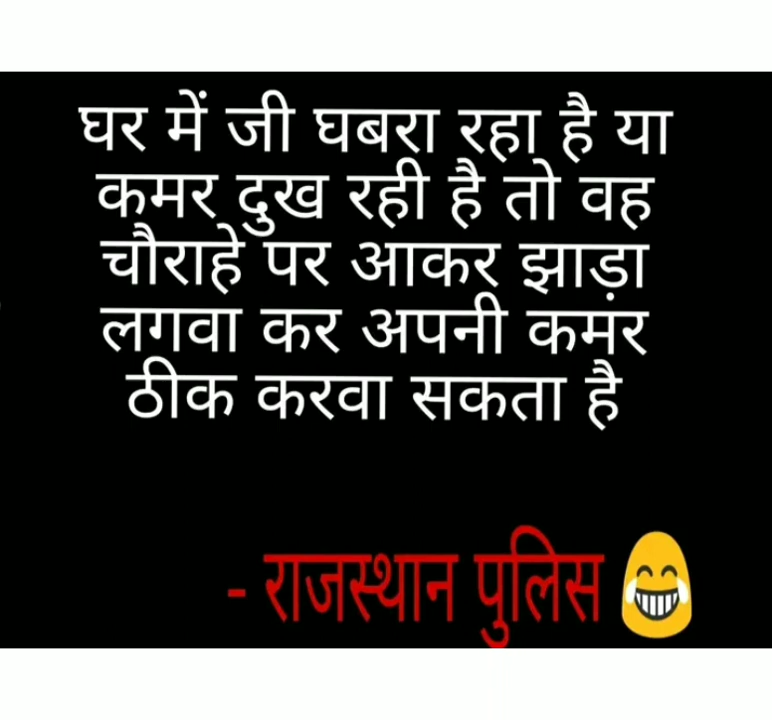 घर में जी घबरा रहा है या
कमर दुख रही है तो वह
चौराहे पर आकर झाड़ा
लगवा कर अपनी कमर
ठीक करवा सकता है
- राजस्थान पुलिस 😂